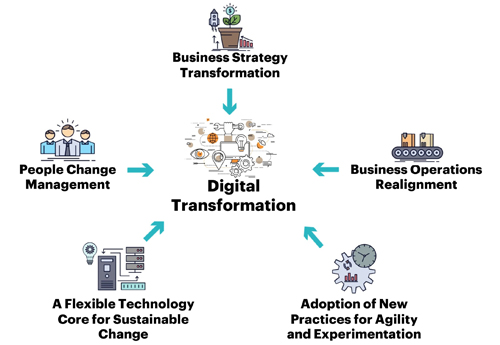 Business Strategy
Transformation
People Change
Management
Digital
Transformation
Business Operations
Realignment
A Flexible Technology
Core for Sustainable
Change
Adoption of New
Practices for Agility
and Experimentation